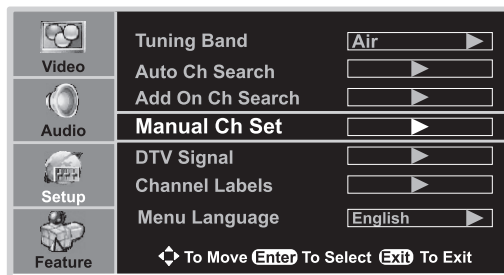 Video
Audio
Setup
Feature
Tuning Band Air
Auto Ch Search
Add On Ch Search
Manual Ch Set
DTV Signal
Channel Labels
Menu Language English
To Move Enter To Select Exit To Exit